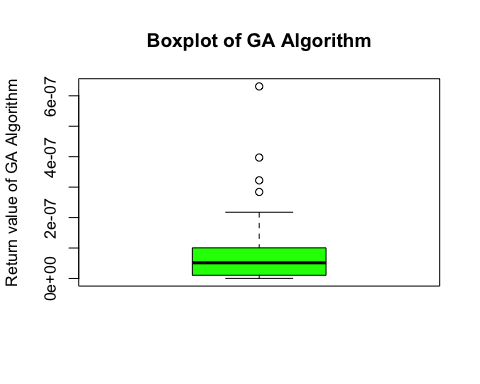 Boxplot of GA Algorithm
Return value of GA Algorithm
6e-07
4e-07
2e-07
0e+00